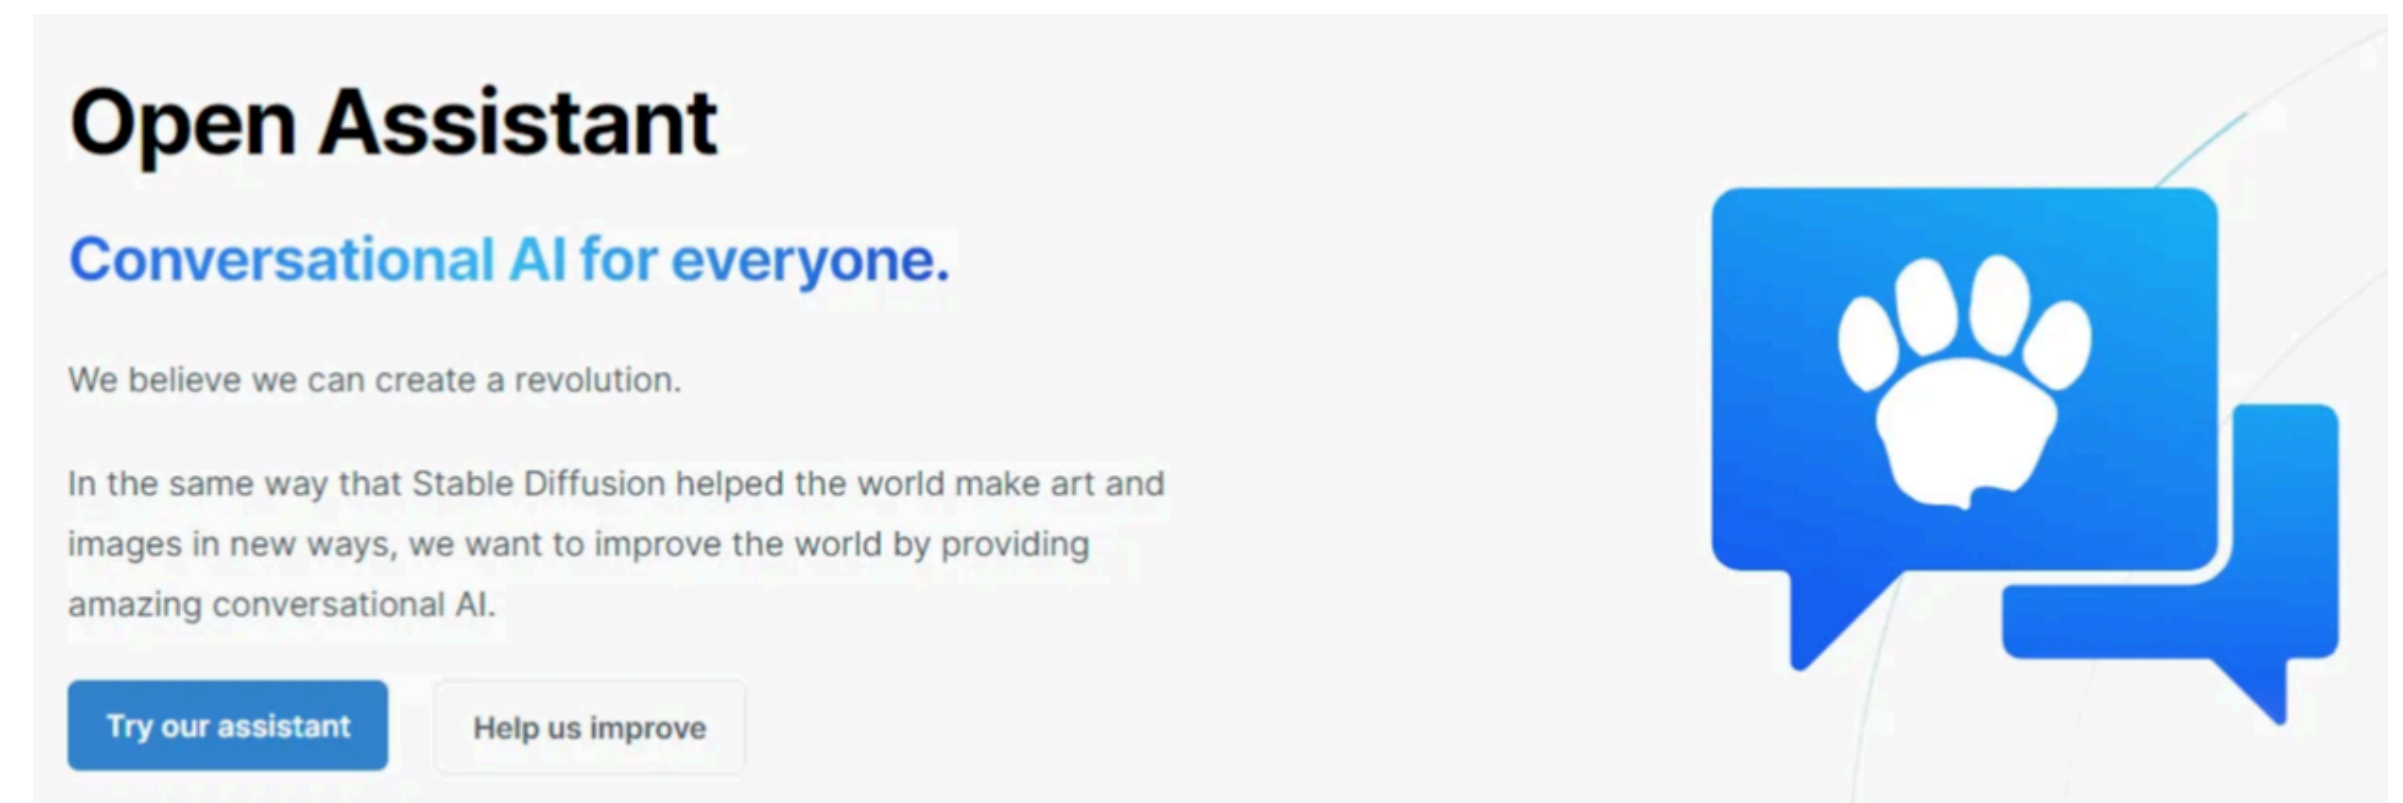 Open Assistant
Conversational AI for everyone.
We believe we can create a revolution.
In the same way that Stable Diffusion helped the world make art and
images in new ways, we want to improve the world by providing
amazing conversational AI.
Try our assistant
Help us improve